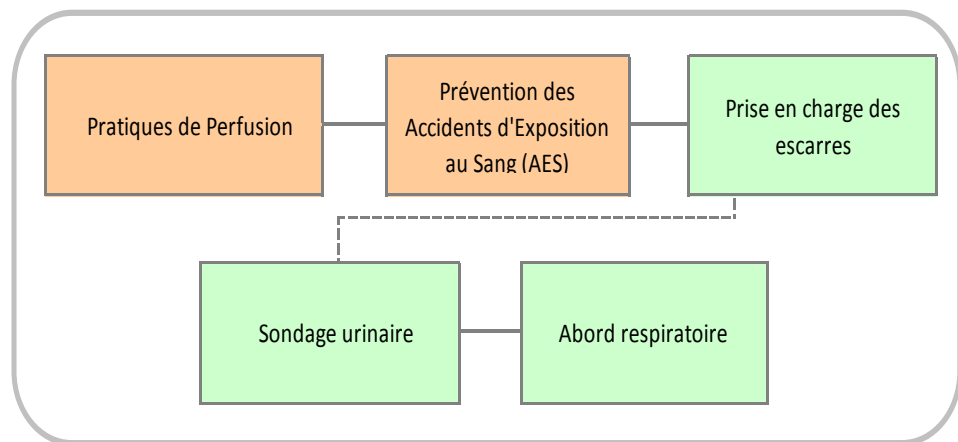 Pratiques de Perfusion
Prévention des
Accidents d'Exposition
au Sang (AES)
Prise en charge des
escarres
Sondage urinaire
Abord respiratoire